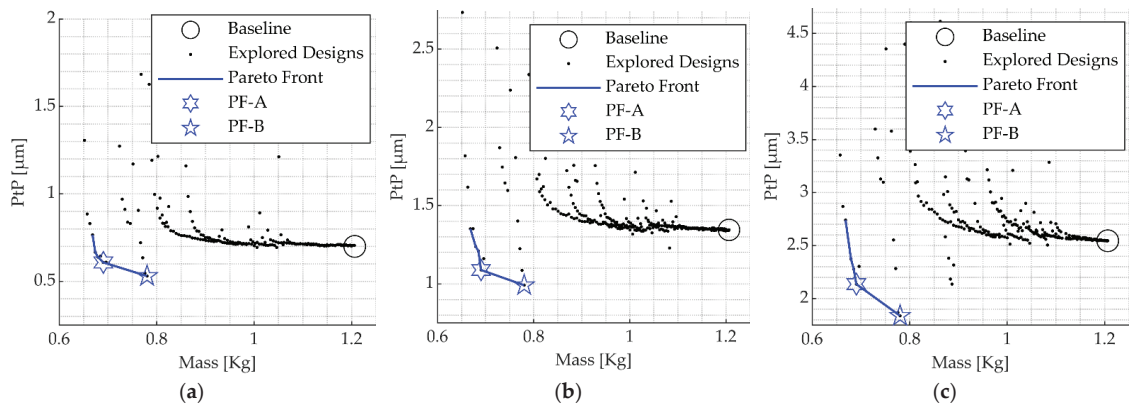 2
1.5
1
0.5
0.6
0.8
1
1.2
PtP [µm]
Mass [Kg]
Baseline
Explored Designs
Pareto Front
PF-A
PF-B
(a)
2.5
2
1.5
1
0.6
0.8
1
1.2
PtP [µm]
Mass [Kg]
Baseline
Explored Designs
Pareto Front
PF-A
PF-B
(b)
4.5
4
3.5
3
2.5
2
0.6
0.8
1
1.2
PtP [µm]
Mass [Kg]
Baseline
Explored Designs
Pareto Front
PF-A
PF-B
(c)